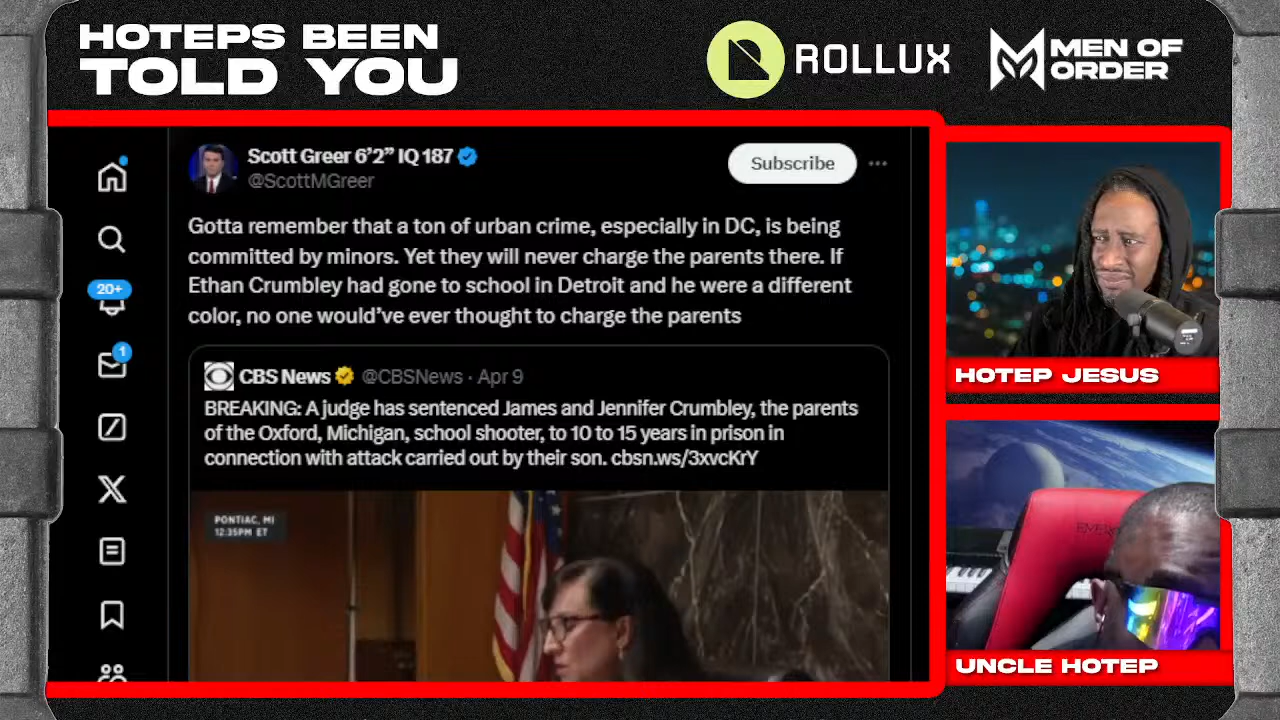 HOTEPS BEEN
TOLD YOU
ROLLUX
MEN OF
ORDER
Scott Greer 6’2” IQ 187
@ScottMGreer
Subscribe
20+
1
Gotta remember that a ton of urban crime, especially in DC, is being
committed by minors. Yet they will never charge the parents there. If
Ethan Crumbley had gone to school in Detroit and he were a different
color, no one would’ve ever thought to charge the parents
CBS News @CBSNews · Apr 9
BREAKING: A judge has sentenced James and Jennifer Crumbley, the parents
of the Oxford, Michigan, school shooter, to 10 to 15 years in prison in
connection with attack carried out by their son. cbsn.ws/3xvcKrY
PONTIAC, MI
12:35PM ET
HOTEP JESUS
UNCLE HOTEP